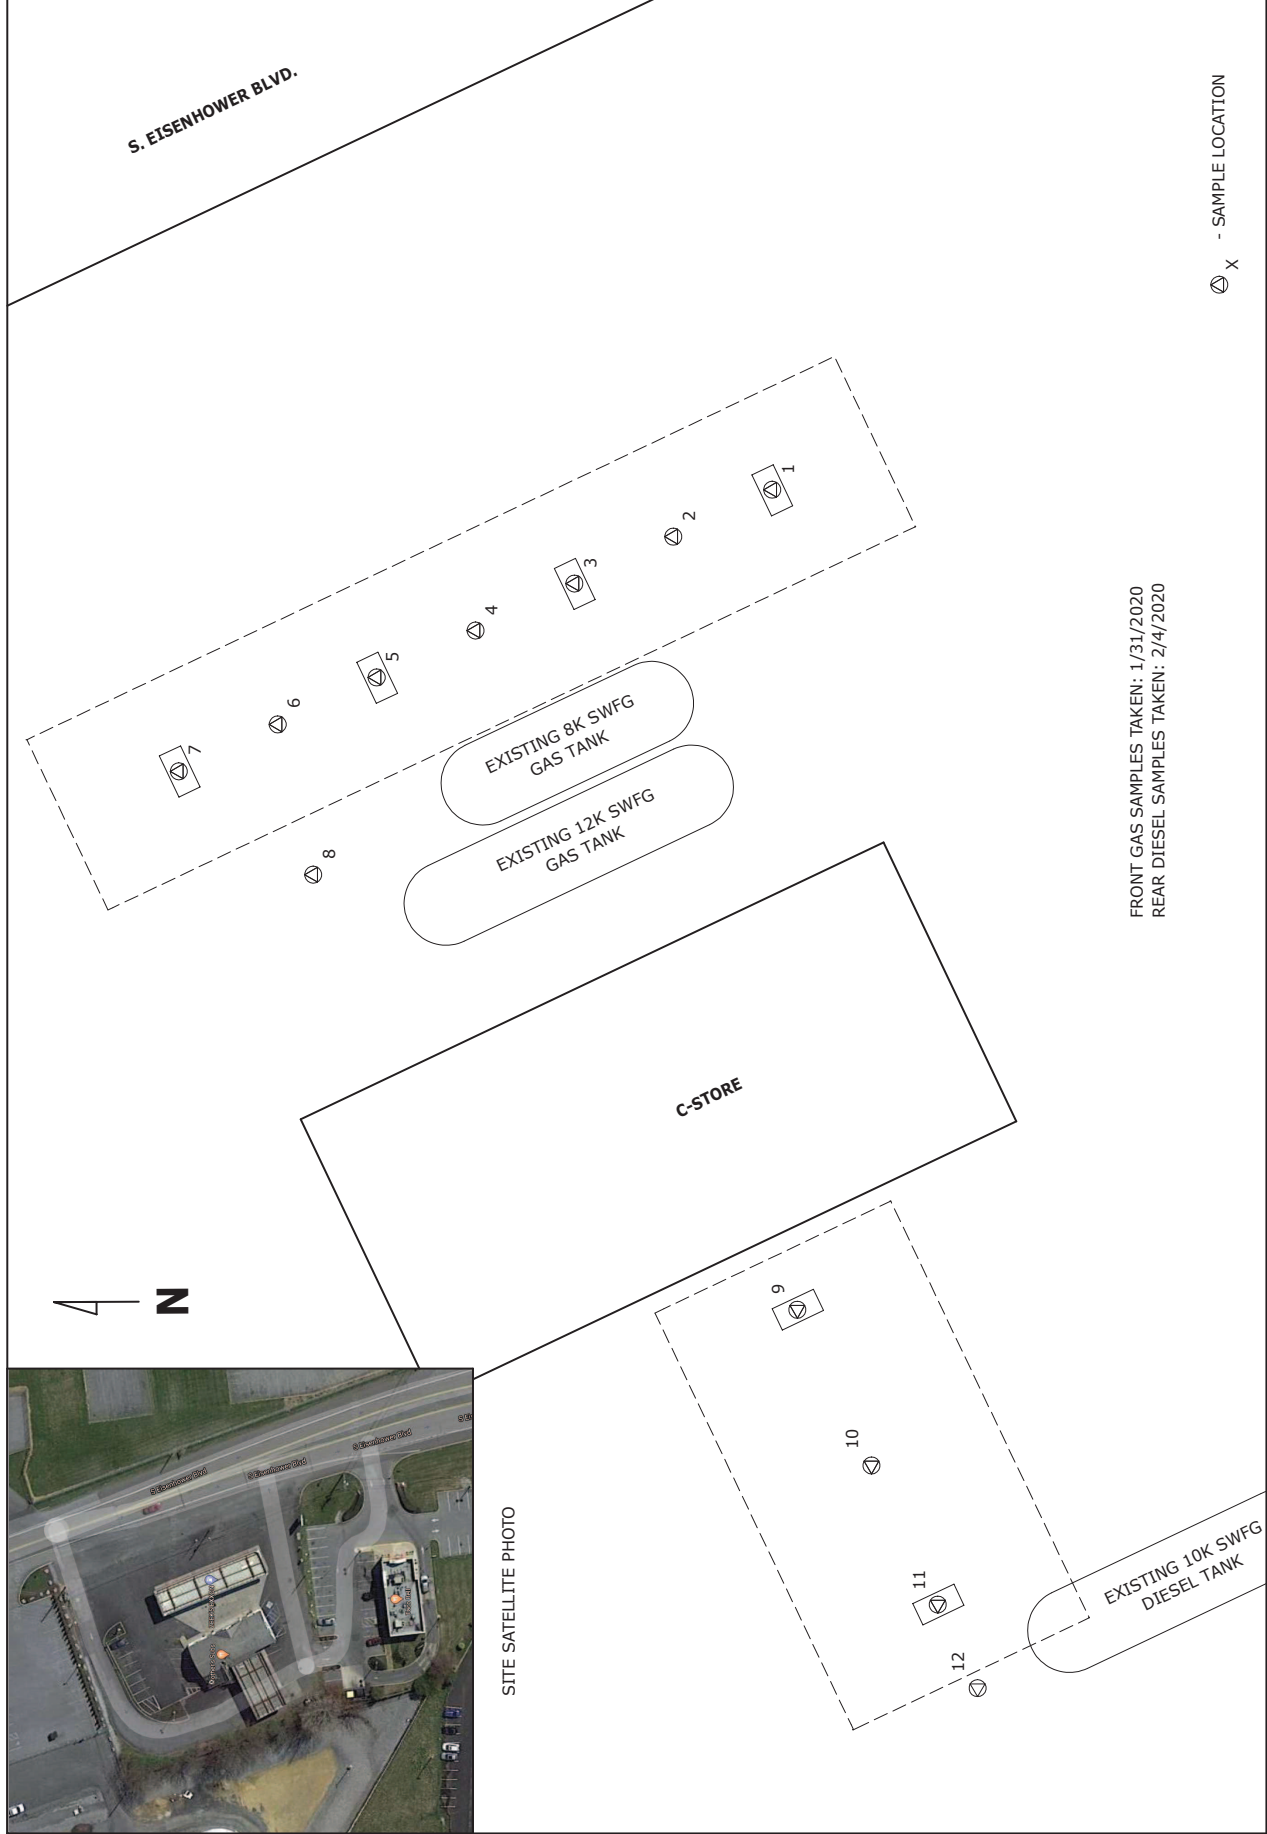 S. EISENHOWER BLVD.
7
6
5
4
3
2
1
8
EXISTING 8K SWFG
GAS TANK
EXISTING 12K SWFG
GAS TANK
C-STORE
N
9
10
11
12
EXISTING 10K SWFG
DIESEL TANK
SITE SATELLITE PHOTO
S Eisenhower Blvd
S Eisenhower Blvd
S Eisenhower Blvd
FRONT GAS SAMPLES TAKEN: 1/31/2020
REAR DIESEL SAMPLES TAKEN: 2/4/2020
X - SAMPLE LOCATION